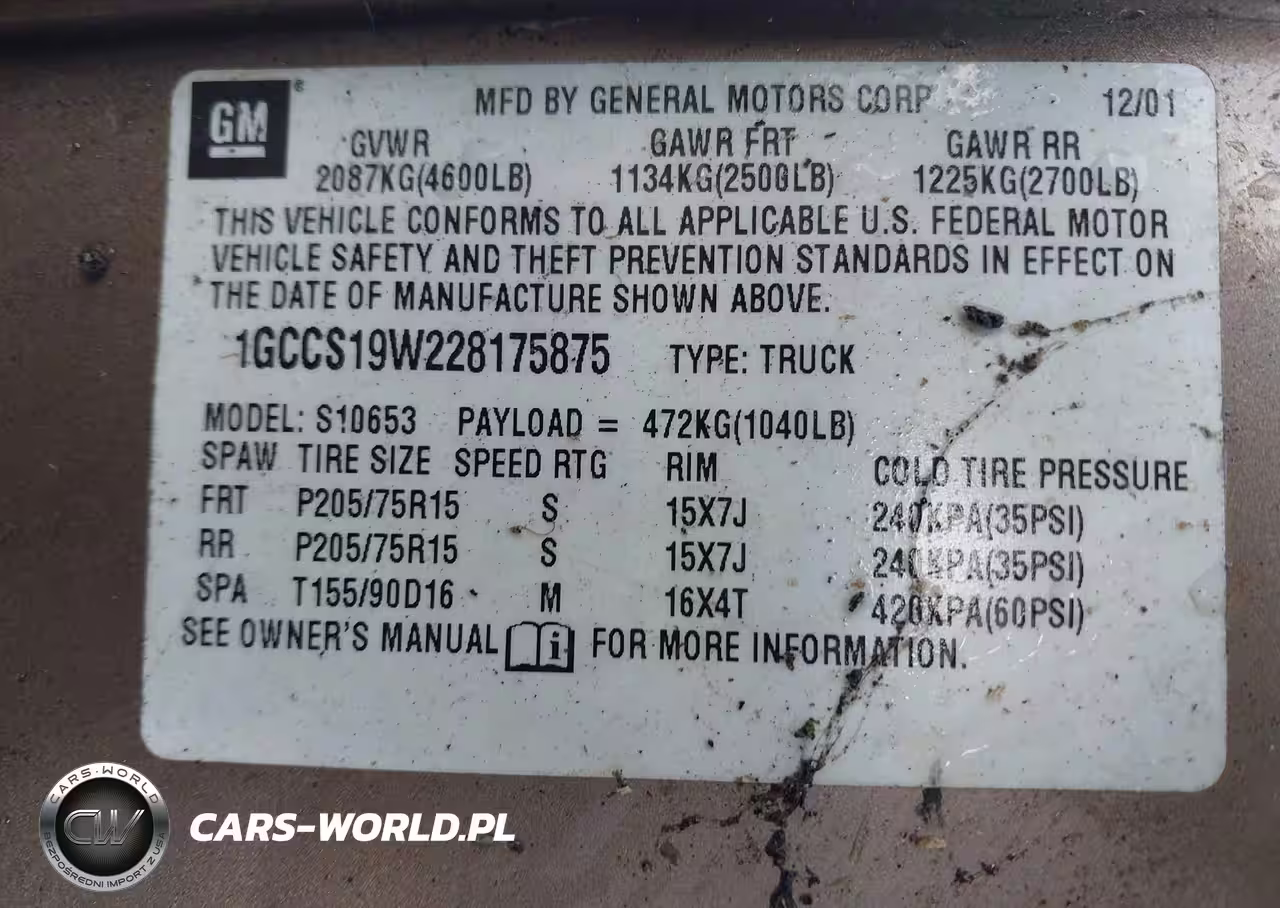 GM ® MFD BY GENERAL MOTORS CORP 12/01
GVWR GAWR FRT GAWR RR
2087KG(4600LB) 1134KG(2500LB) 1225KG(2700LB)
THIS VEHICLE CONFORMS TO ALL APPLICABLE U.S. FEDERAL MOTOR
VEHICLE SAFETY AND THEFT PREVENTION STANDARDS IN EFFECT ON
THE DATE OF MANUFACTURE SHOWN ABOVE.
1GCCS19W228175875 TYPE: TRUCK
MODEL: S10653 PAYLOAD = 472KG(1040LB)
SPAW TIRE SIZE SPEED RTG RIM COLD TIRE PRESSURE
FRT P205/75R15 S 15X7J 240KPA(35PSI)
RR P205/75R15 S 15X7J 240KPA(35PSI)
SPA T155/90D16 M 16X4T 420KPA(60PSI)
SEE OWNER'S MANUAL i FOR MORE INFORMATION.
CARS-WORLD
CW
BEZPOŚREDNI IMPORT Z USA
CARS-WORLD.PL